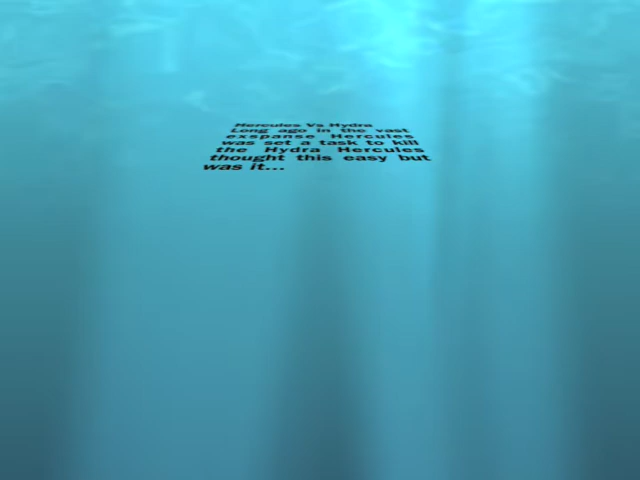 Hercules Vs Hydra
Long ago in the vast
exspanse Hercules
was set a task to kill
the Hydra Hercules
thought this easy but
was it...